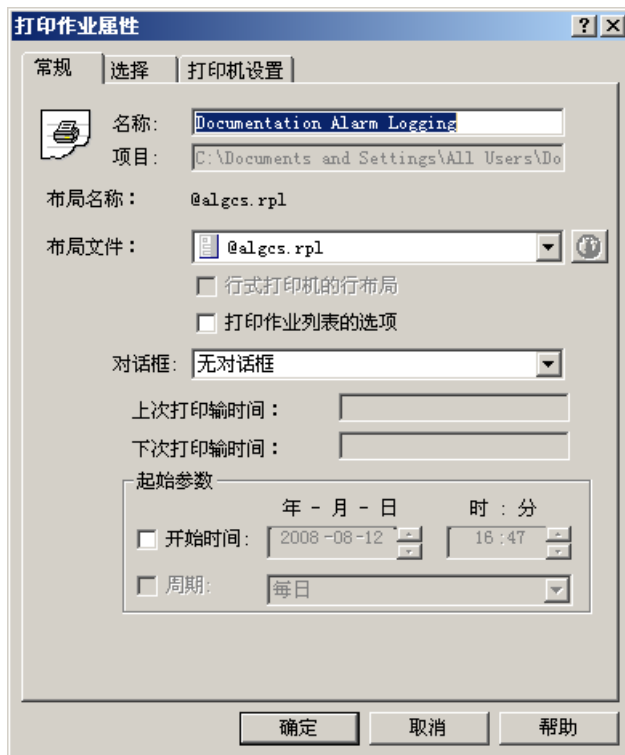 打印作业属性
常规 选择 打印机设置
名称: Documentation Alarm Logging
项目: C:\Documents and Settings\All Users\Do
布局名称: @algcs.rpl
布局文件: @algcs.rpl
行式打印机的行布局
打印作业列表的选项
对话框: 无对话框
上次打印输时间:
下次打印输时间:
起始参数
年 - 月 - 日 时 : 分
开始时间: 2008-08-12 16:47
周期: 每日
确定 取消 帮助